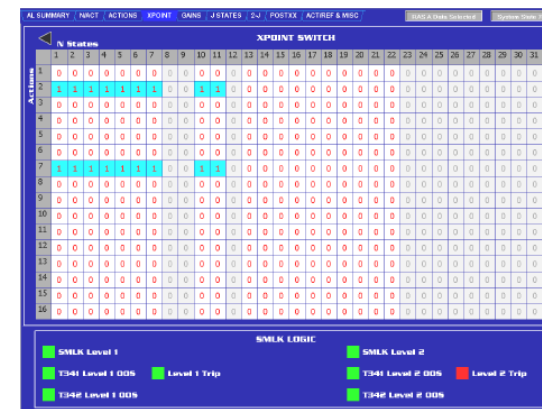 AL SUMMARY N/ACT ACTIONS XPOINT GAINS J STATES 2-J POSTXX ACT/REF & MISC RAS A Data Selected System State
N States XPOINT SWITCH
1 2 3 4 5 6 7 8 9 10 11 12 13 14 15 16 17 18 19 20 21 22 23 24 25 26 27 28 29 30 31
Actions
1 0 0 0 0 0 0 0 0 0 0 0 0 0 0 0 0 0 0 0 0 0 0 0 0 0 0 0 0 0 0 0
2 1 1 1 1 1 1 1 0 0 1 1 0 0 0 0 0 0 0 0 0 0 0 0 0 0 0 0 0 0 0 0
3 0 0 0 0 0 0 0 0 0 0 0 0 0 0 0 0 0 0 0 0 0 0 0 0 0 0 0 0 0 0 0
4 0 0 0 0 0 0 0 0 0 0 0 0 0 0 0 0 0 0 0 0 0 0 0 0 0 0 0 0 0 0 0
5 0 0 0 0 0 0 0 0 0 0 0 0 0 0 0 0 0 0 0 0 0 0 0 0 0 0 0 0 0 0 0
6 0 0 0 0 0 0 0 0 0 0 0 0 0 0 0 0 0 0 0 0 0 0 0 0 0 0 0 0 0 0 0
7 1 1 1 1 1 1 1 0 0 1 1 0 0 0 0 0 0 0 0 0 0 0 0 0 0 0 0 0 0 0 0
8 0 0 0 0 0 0 0 0 0 0 0 0 0 0 0 0 0 0 0 0 0 0 0 0 0 0 0 0 0 0 0
9 0 0 0 0 0 0 0 0 0 0 0 0 0 0 0 0 0 0 0 0 0 0 0 0 0 0 0 0 0 0 0
10 0 0 0 0 0 0 0 0 0 0 0 0 0 0 0 0 0 0 0 0 0 0 0 0 0 0 0 0 0 0 0
11 0 0 0 0 0 0 0 0 0 0 0 0 0 0 0 0 0 0 0 0 0 0 0 0 0 0 0 0 0 0 0
12 0 0 0 0 0 0 0 0 0 0 0 0 0 0 0 0 0 0 0 0 0 0 0 0 0 0 0 0 0 0 0
13 0 0 0 0 0 0 0 0 0 0 0 0 0 0 0 0 0 0 0 0 0 0 0 0 0 0 0 0 0 0 0
14 0 0 0 0 0 0 0 0 0 0 0 0 0 0 0 0 0 0 0 0 0 0 0 0 0 0 0 0 0 0 0
15 0 0 0 0 0 0 0 0 0 0 0 0 0 0 0 0 0 0 0 0 0 0 0 0 0 0 0 0 0 0 0
16 0 0 0 0 0 0 0 0 0 0 0 0 0 0 0 0 0 0 0 0 0 0 0 0 0 0 0 0 0 0 0
SMLK LOGIC
SMLK Level 1 SMLK Level 2
T341 Level 1 OOS Level 1 Trip T341 Level 2 OOS Level 2 Trip
T342 Level 1 OOS T342 Level 2 OOS